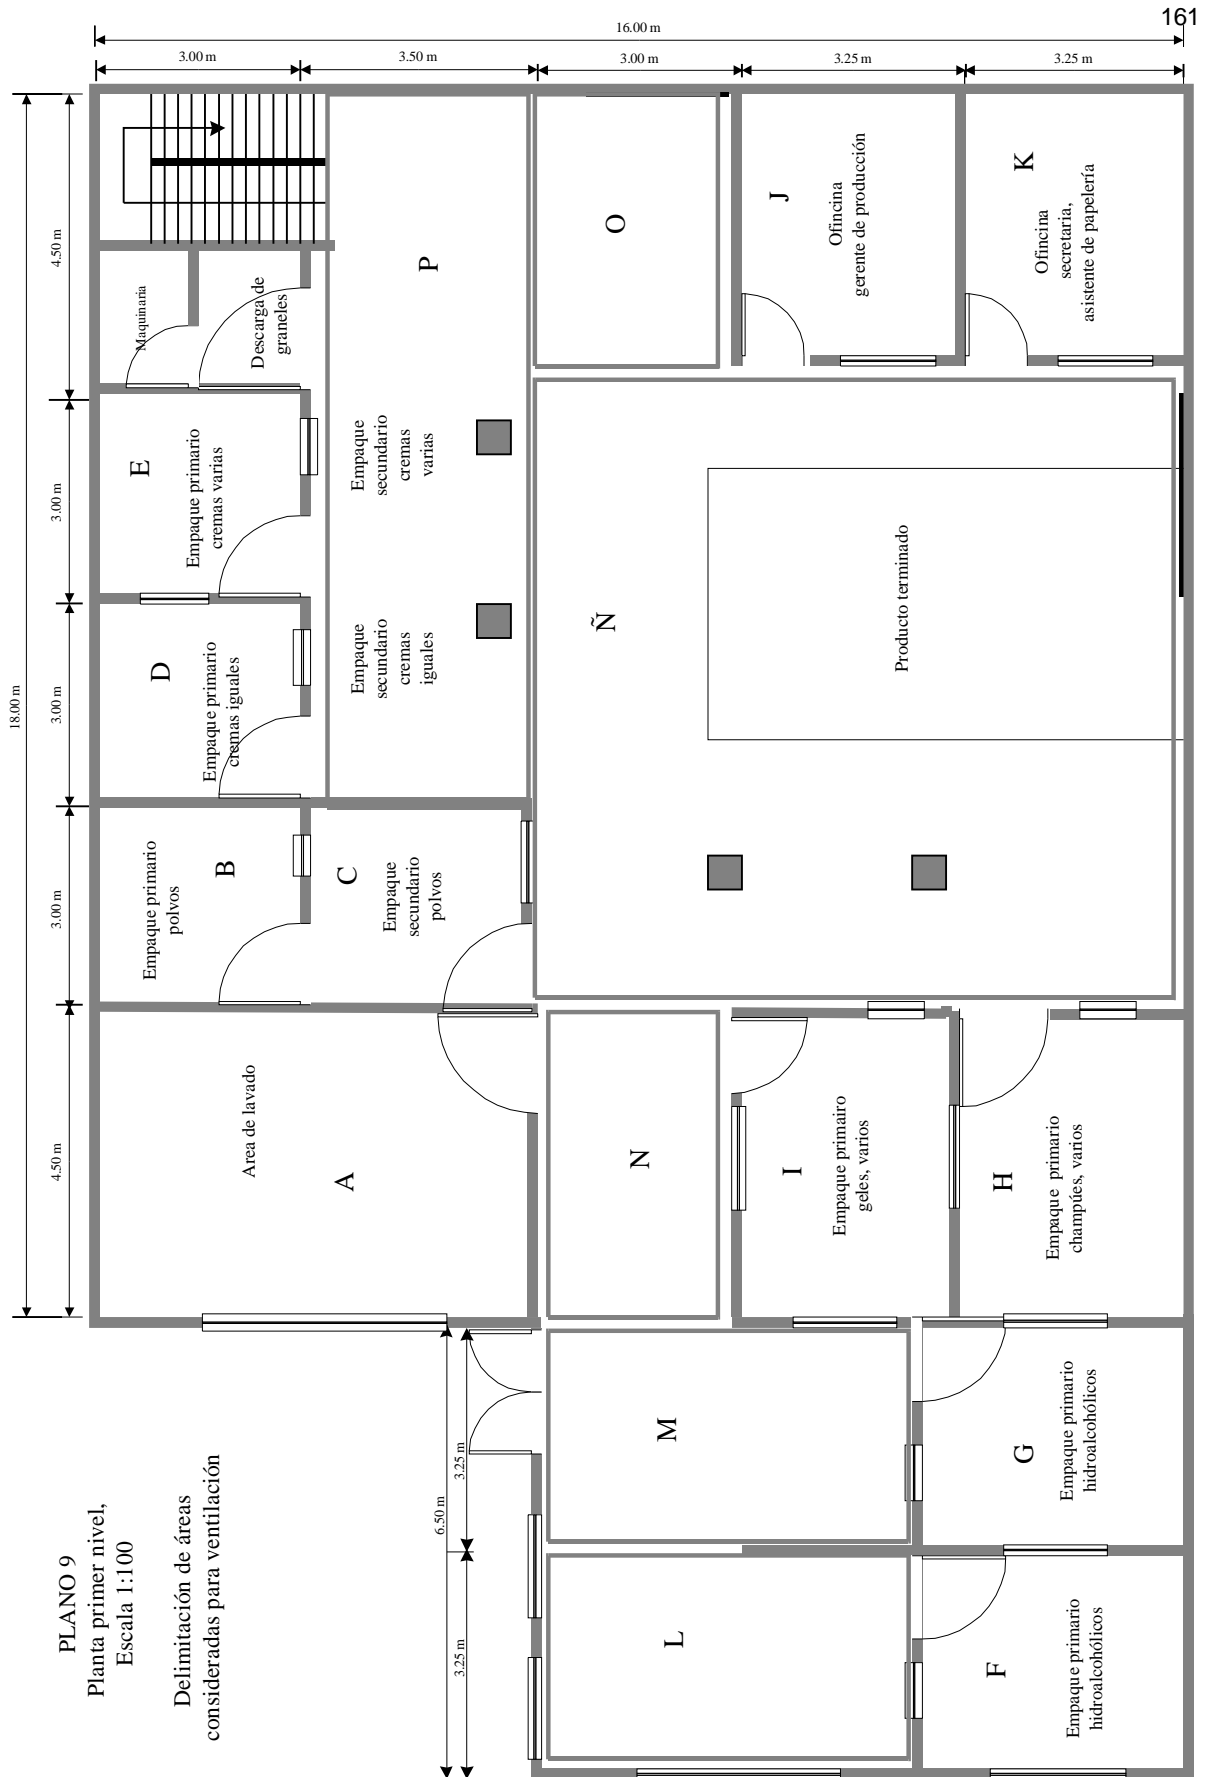 161
16.00 m
3.00 m
3.50 m
3.00 m
3.25 m
3.25 m
18.00 m
4.50 m
3.00 m
3.00 m
3.00 m
4.50 m
Maquinaria
Descarga de
graneles
P
O
J
Ofincina
gerente de producción
K
Ofincina
secretaria,
asistente de papelería
E
Empaque primario
cremas varias
Empaque
secundario
cremas
varias
D
Empaque primario
cremas iguales
Empaque
secundario
cremas
iguales
Ñ
Producto terminado
Empaque primario
polvos
B
C
Empaque
secundario
polvos
Area de lavado
A
N
I
Empaque primairo
geles, varios
H
Empaque primario
champúes, varios
6.50 m
3.25 m
3.25 m
M
G
Empaque primario
hidroalcohólicos
L
F
Empaque primario
hidroalcohólicos
PLANO 9
Planta primer nivel,
Escala 1:100
Delimitación de áreas
consideradas para ventilación